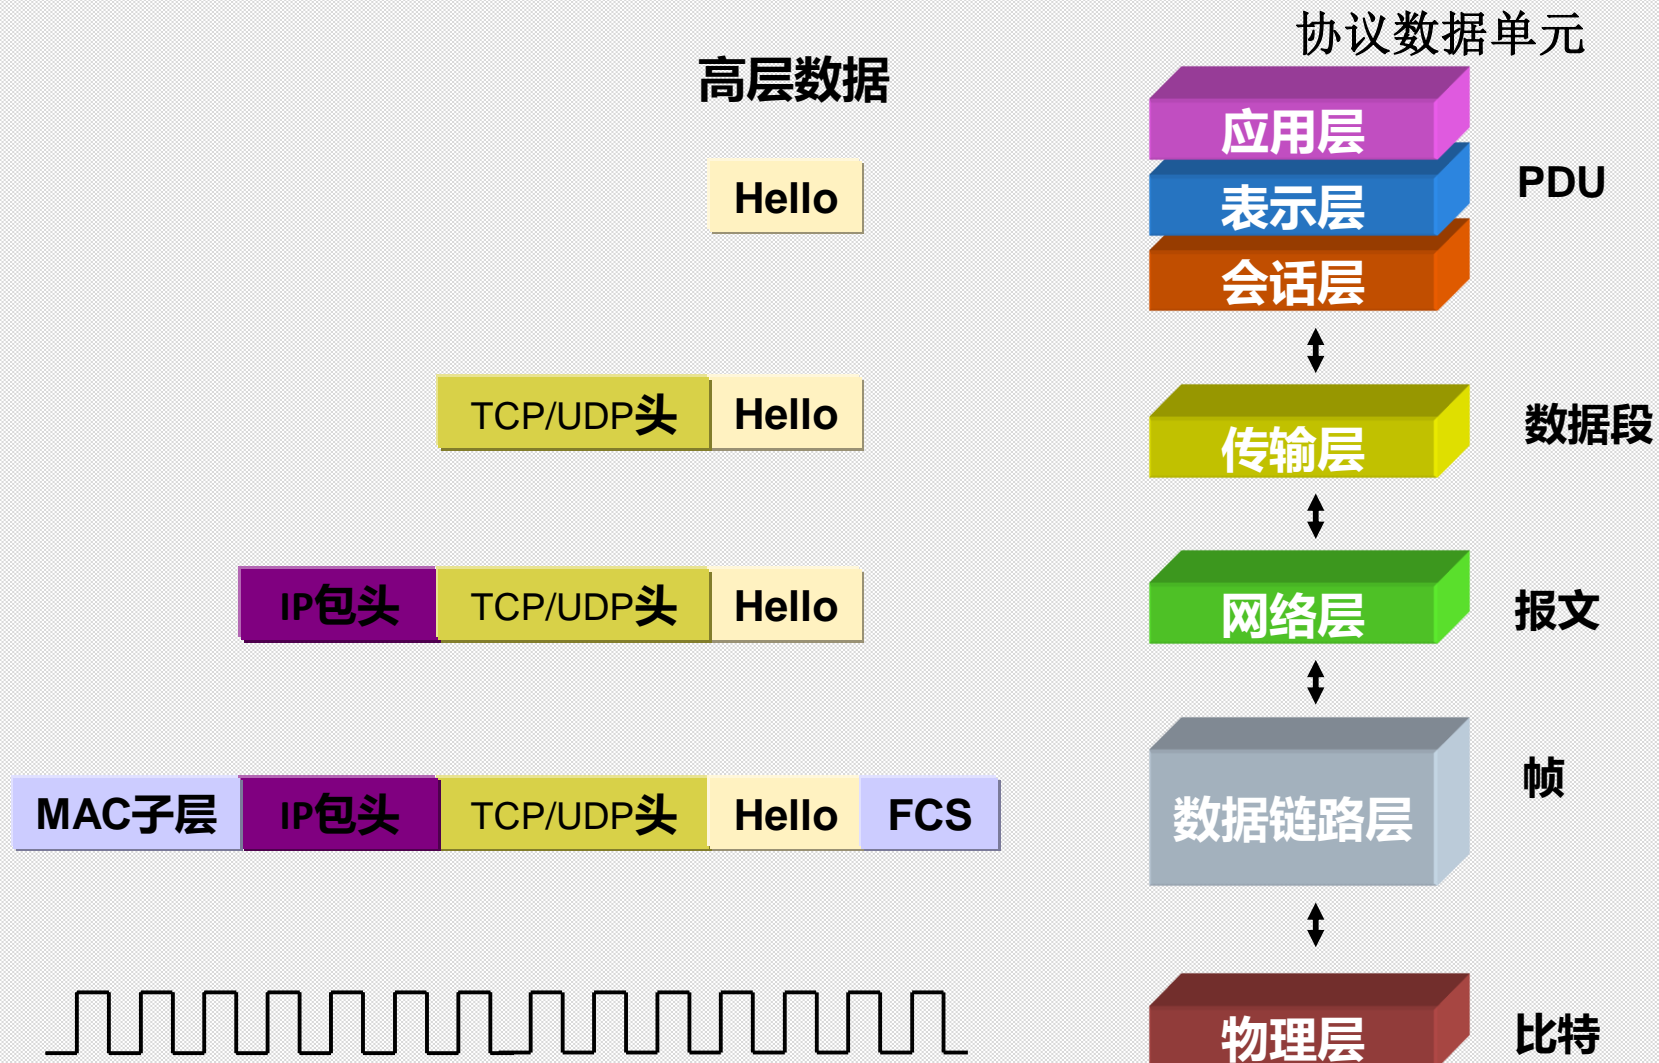 协议数据单元
高层数据
应用层
Hello
表示层
PDU
会话层
TCP/UDP头 Hello
传输层
数据段
IP包头 TCP/UDP头 Hello
网络层
报文
MAC子层 IP包头 TCP/UDP头 Hello FCS
数据链路层
帧
物理层
比特